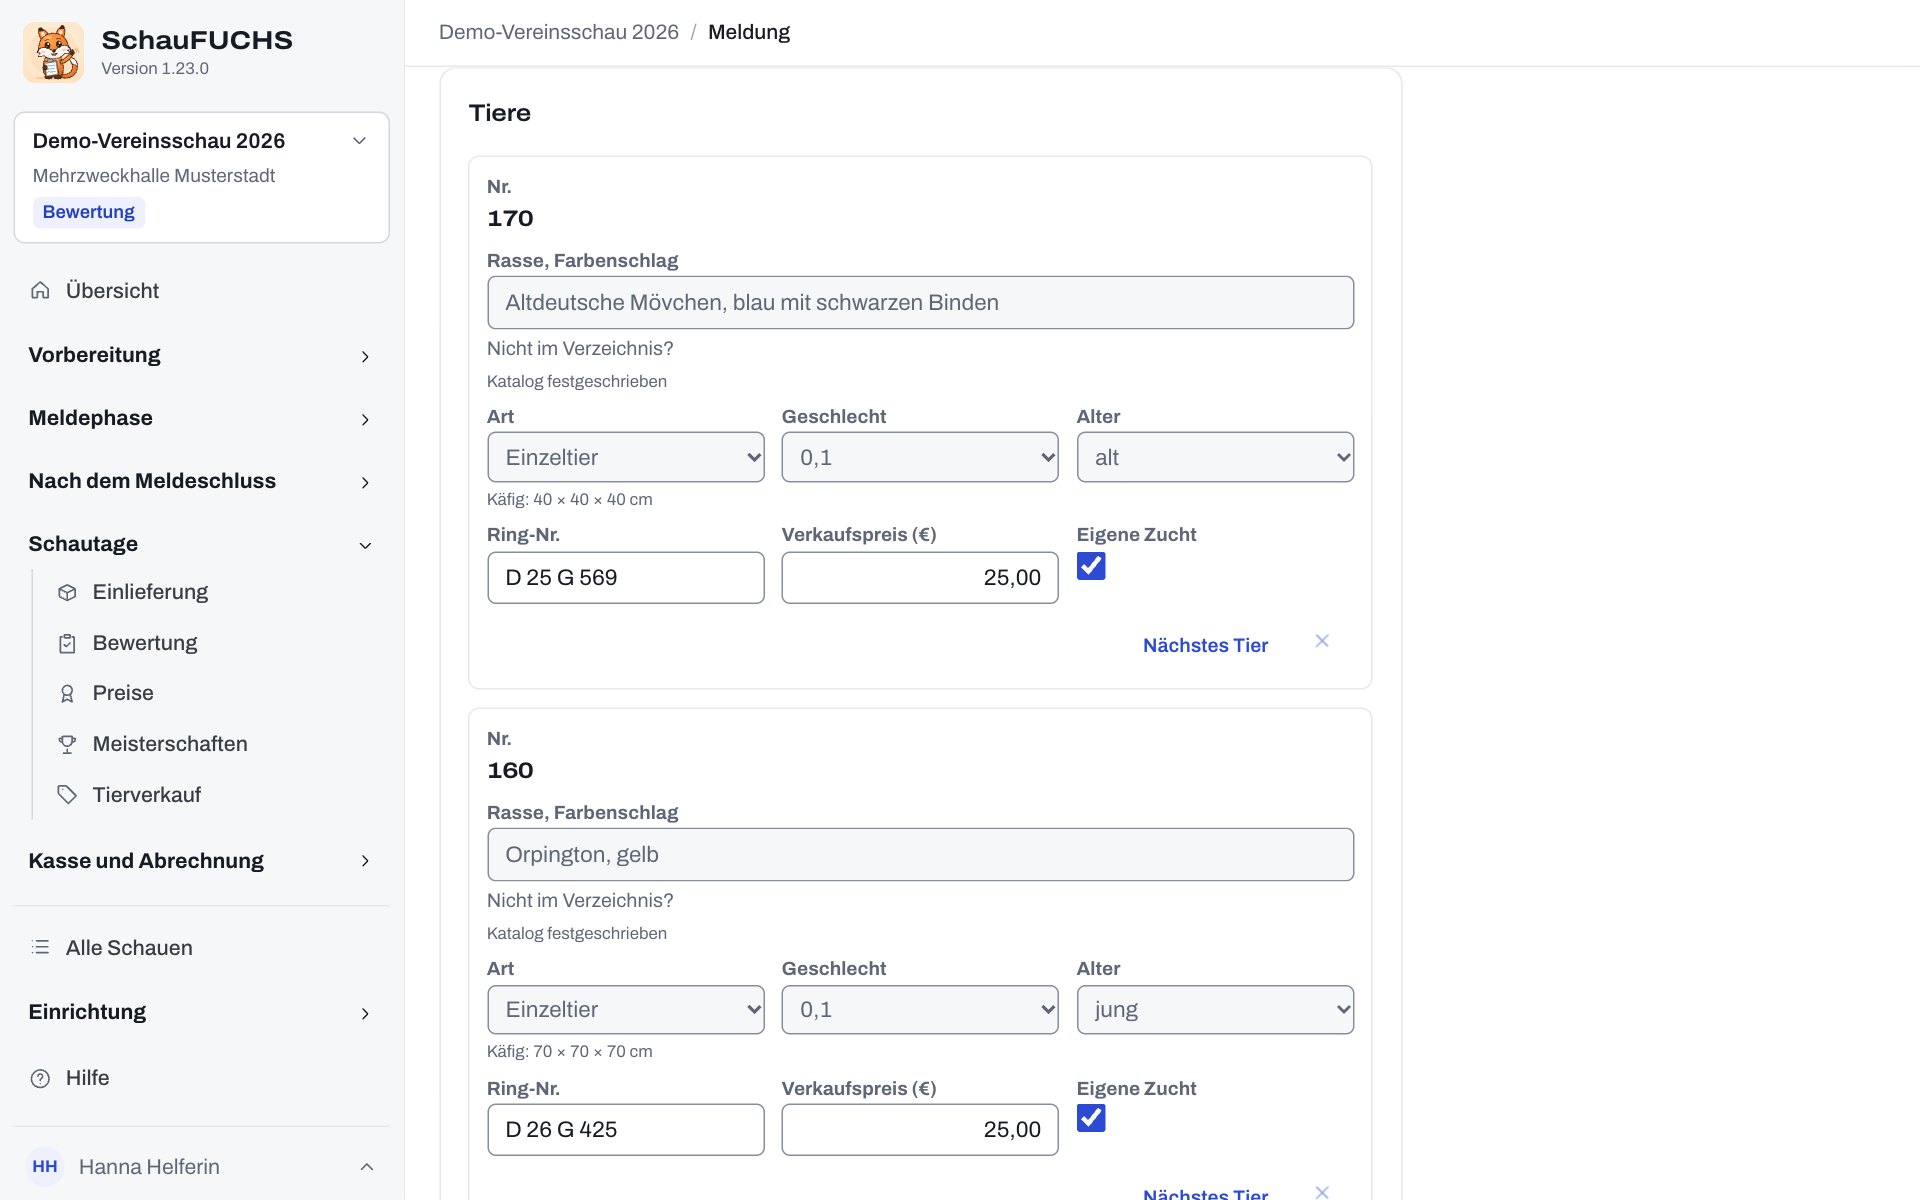 SchauFUCHS
Version 1.23.0
Demo-Vereinsschau 2026
Mehrzweckhalle Musterstadt
Bewertung
Übersicht
Vorbereitung
Meldephase
Nach dem Meldeschluss
Schautage
Einlieferung
Bewertung
Preise
Meisterschaften
Tierverkauf
Kasse und Abrechnung
Alle Schauen
Einrichtung
Hilfe
HH Hanna Helferin
Demo-Vereinsschau 2026 / Meldung
Tiere
Nr.
170
Rasse, Farbenschlag
Altdeutsche Mövchen, blau mit schwarzen Binden
Nicht im Verzeichnis?
Katalog festgeschrieben
Art Geschlecht Alter
Einzeltier 0,1 alt
Käfig: 40 × 40 × 40 cm
Ring-Nr. Verkaufspreis (€) Eigene Zucht
D 25 G 569 25,00
Nächstes Tier
Nr.
160
Rasse, Farbenschlag
Orpington, gelb
Nicht im Verzeichnis?
Katalog festgeschrieben
Art Geschlecht Alter
Einzeltier 0,1 jung
Käfig: 70 × 70 × 70 cm
Ring-Nr. Verkaufspreis (€) Eigene Zucht
D 26 G 425 25,00
Nächstes Tier